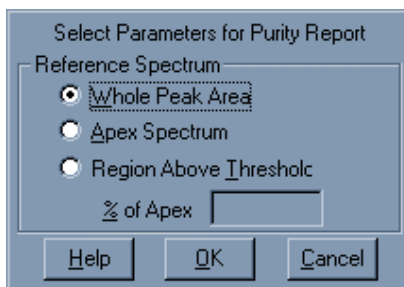 Select Parameters for Purity Report
Reference Spectrum
Whole Peak Area
Apex Spectrum
Region Above Threshold
% of Apex
Help OK Cancel